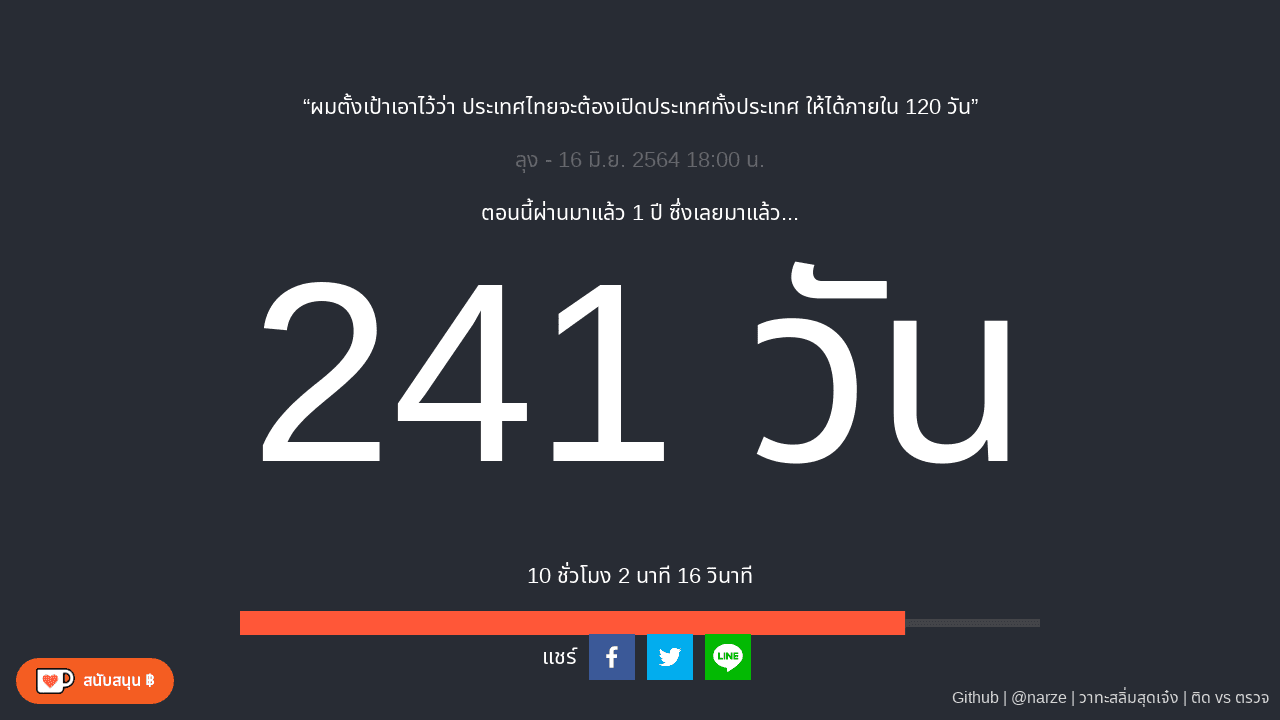 “ผมตั้งเป้าเอาไว้ว่า ประเทศไทยจะต้องเปิดประเทศทั้งประเทศ ให้ได้ภายใน 120 วัน”
ลุง - 16 มิ.ย. 2564 18:00 น.
ตอนนี้ผ่านมาแล้ว 1 ปี ซึ่งเลยมาแล้ว...
241 วัน
10 ชั่วโมง 2 นาที 16 วินาที
แชร์
LINE
สนับสนุน ฿
Github | @narze | วาทะสลิ่มสุดเจ๋ง | ติด vs ตรวจ